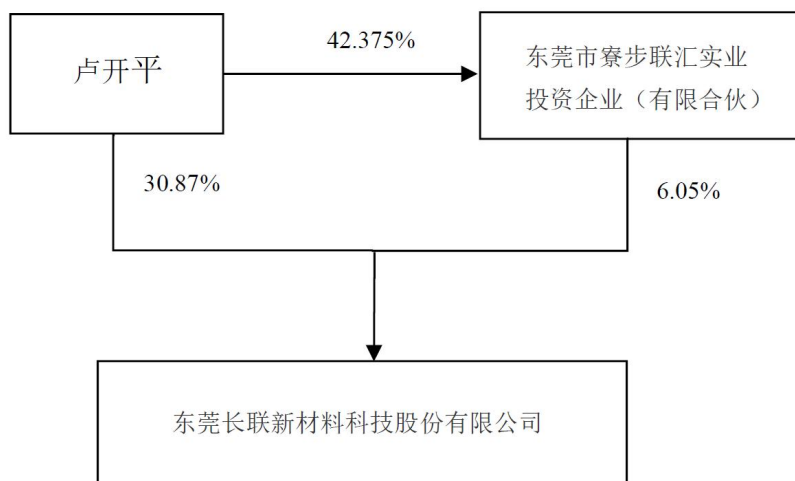 42.375%
卢开平
东莞市寮步联汇实业
投资企业（有限合伙）
30.87%
6.05%
东莞长联新材料科技股份有限公司